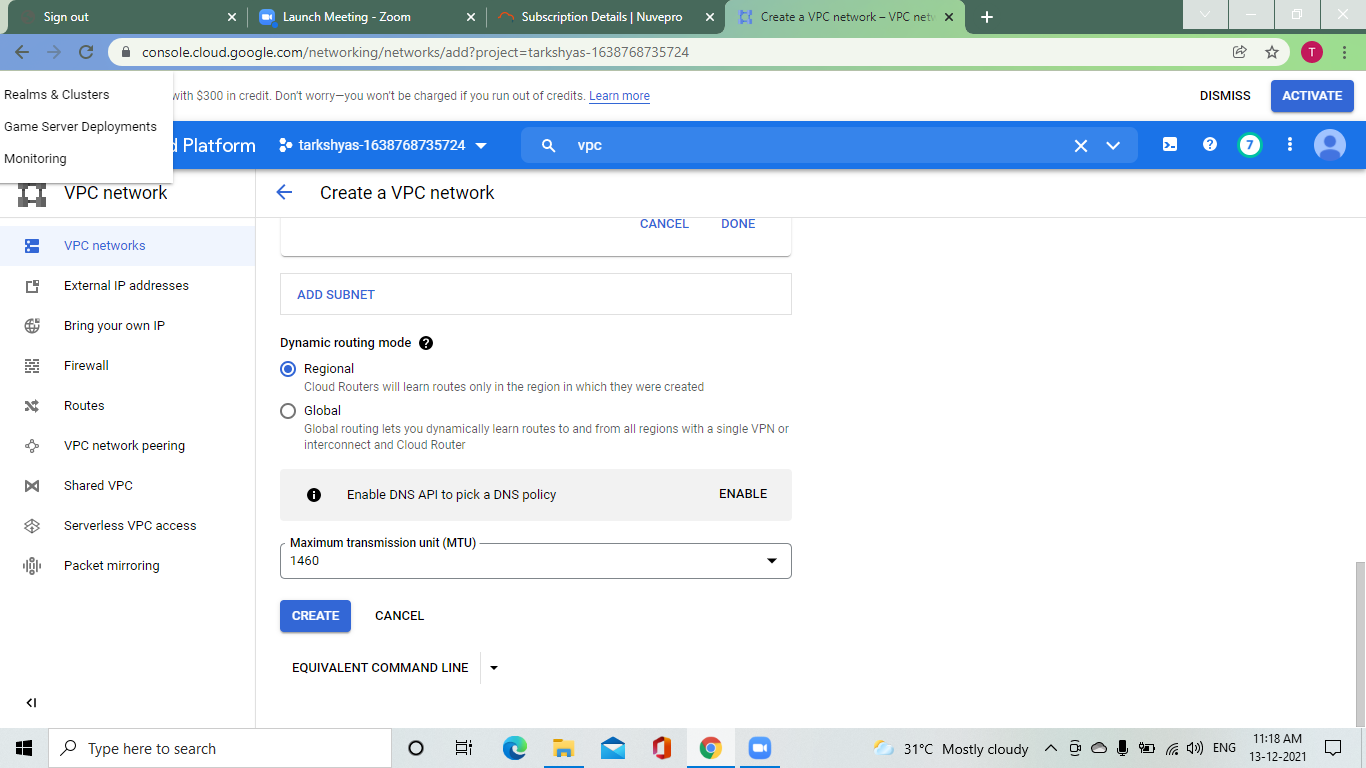 Sign out
Launch Meeting - Zoom
Subscription Details | Nuvepro
Create a VPC network – VPC netw
console.cloud.google.com/networking/networks/add?project=tarkshyas-1638768735724
T
Realms & Clusters
Game Server Deployments
Monitoring
with $300 in credit. Don't worry—you won't be charged if you run out of credits. Learn more
DISMISS
ACTIVATE
d Platform
tarkshyas-1638768735724
vpc
7
VPC network
Create a VPC network
VPC networks
External IP addresses
Bring your own IP
Firewall
Routes
VPC network peering
Shared VPC
Serverless VPC access
Packet mirroring
CANCEL
DONE
ADD SUBNET
Dynamic routing mode
Regional
Cloud Routers will learn routes only in the region in which they were created
Global
Global routing lets you dynamically learn routes to and from all regions with a single VPN or
interconnect and Cloud Router
Enable DNS API to pick a DNS policy
ENABLE
Maximum transmission unit (MTU)
1460
CREATE
CANCEL
EQUIVALENT COMMAND LINE
Type here to search
31°C Mostly cloudy
ENG
11:18 AM
13-12-2021